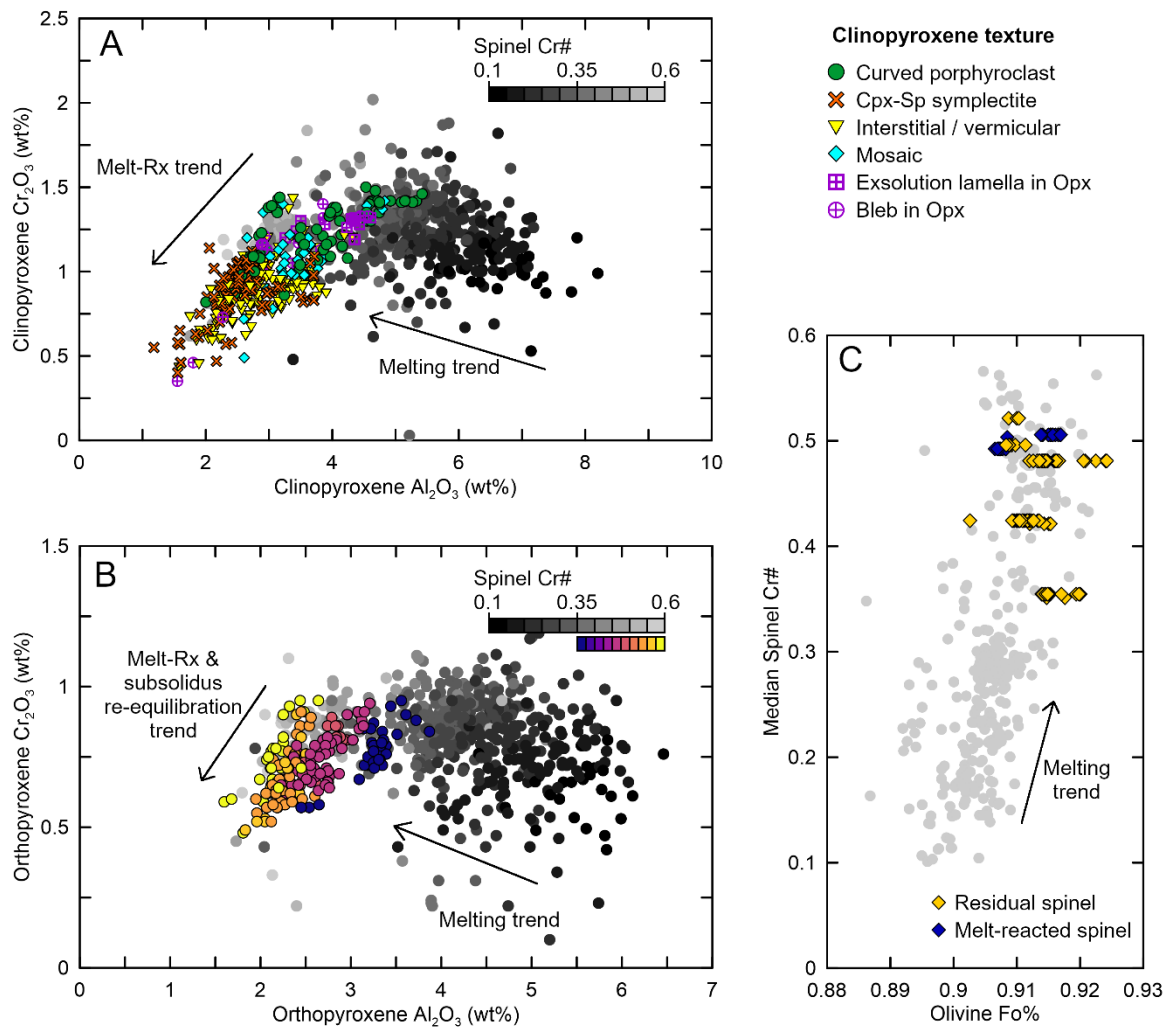 A
Spinel Cr#
0.1 0.35 0.6
Melt-Rx trend
Melting trend
2.5
2
1.5
1
0.5
0
0 2 4 6 8 10
Clinopyroxene Cr₂O₃ (wt%)
Clinopyroxene Al₂O₃ (wt%)
Clinopyroxene texture
Curved porphyroclast
Cpx-Sp symplectite
Interstitial / vermicular
Mosaic
Exsolution lamella in Opx
Bleb in Opx
B
Spinel Cr#
0.1 0.35 0.6
Melt-Rx &
subsolidus
re-equilibration
trend
Melting trend
1.5
1
0.5
0
0 1 2 3 4 5 6 7
Orthopyroxene Cr₂O₃ (wt%)
Orthopyroxene Al₂O₃ (wt%)
C
0.6
0.5
0.4
0.3
0.2
0.1
0
Median Spinel Cr#
Melting
trend
Residual spinel
Melt-reacted spinel
0.88 0.89 0.9 0.91 0.92 0.93
Olivine Fo%